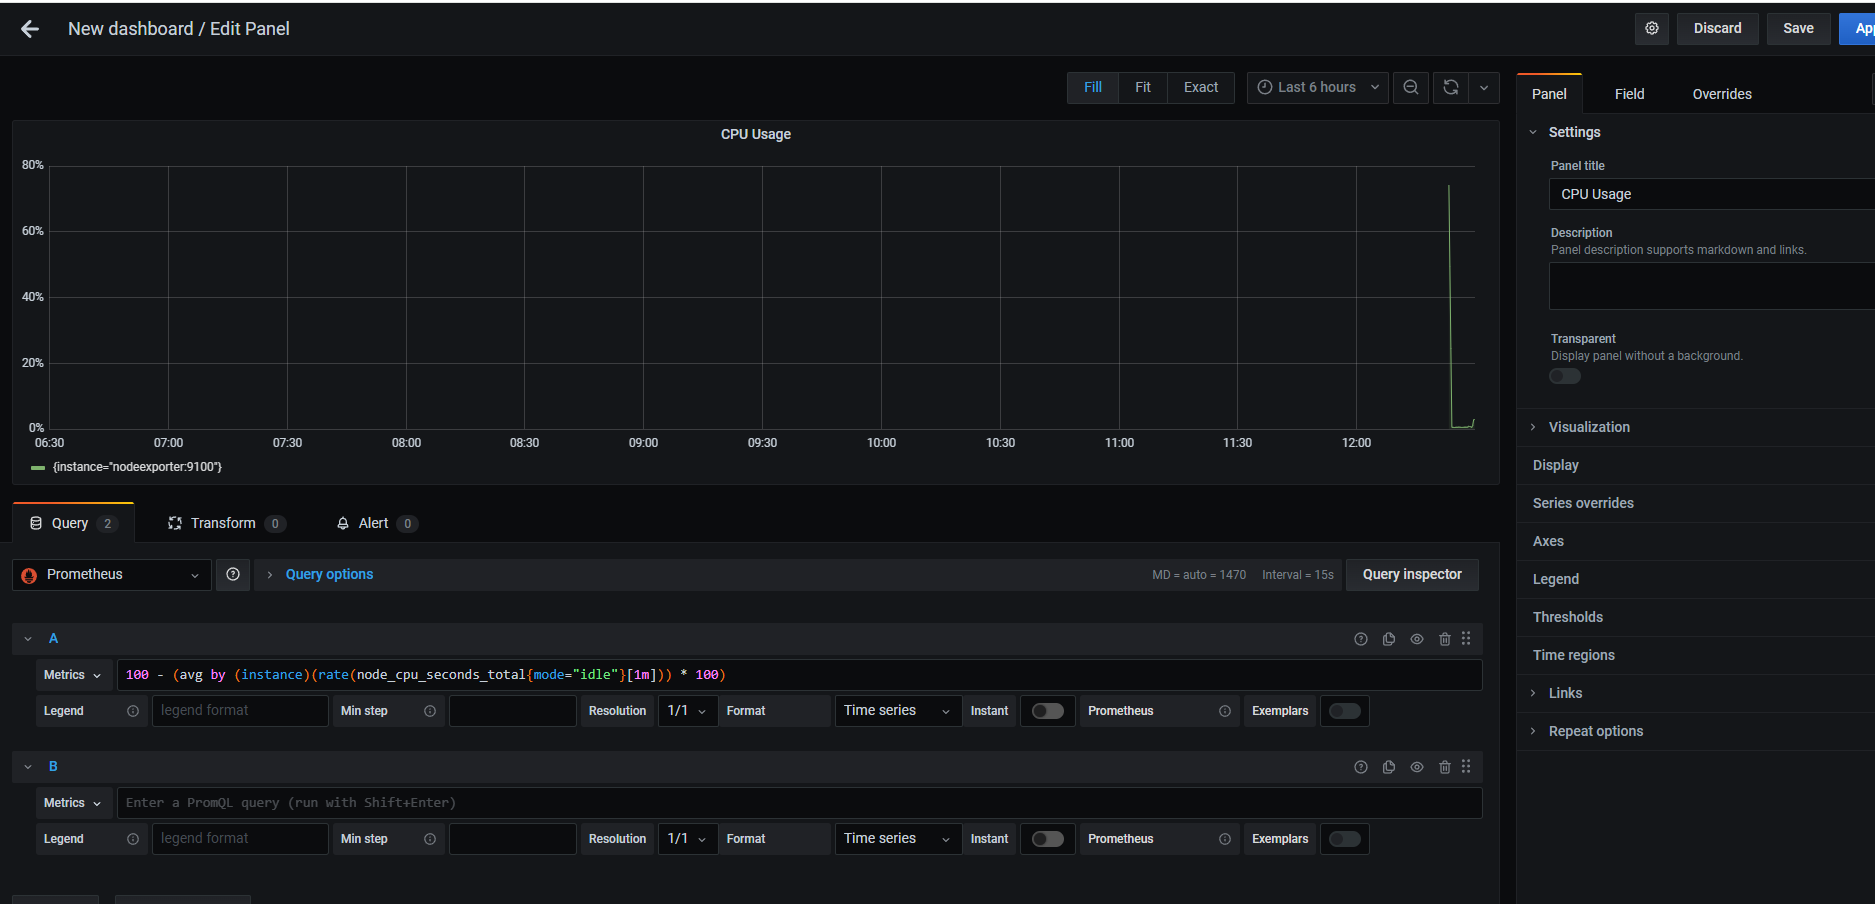 New dashboard / Edit Panel
Discard
Save
App
Fill
Fit
Exact
Last 6 hours
Panel
Field
Overrides
CPU Usage
80%
60%
40%
20%
0%
06:30 07:00 07:30 08:00 08:30 09:00 09:30 10:00 10:30 11:00 11:30 12:00
{instance="nodeexporter:9100"}
Settings
Panel title
CPU Usage
Description
Panel description supports markdown and links.
Transparent
Display panel without a background.
Visualization
Display
Series overrides
Axes
Legend
Thresholds
Time regions
Links
Repeat options
Query 2
Transform 0
Alert 0
Prometheus
Query options
MD = auto = 1470
Interval = 15s
Query inspector
A
Metrics
100 - (avg by (instance)(rate(node_cpu_seconds_total{mode="idle"}[1m])) * 100)
Legend
legend format
Min step
Resolution
1/1
Format
Time series
Instant
Prometheus
Exemplars
B
Metrics
Enter a PromQL query (run with Shift+Enter)
Legend
legend format
Min step
Resolution
1/1
Format
Time series
Instant
Prometheus
Exemplars